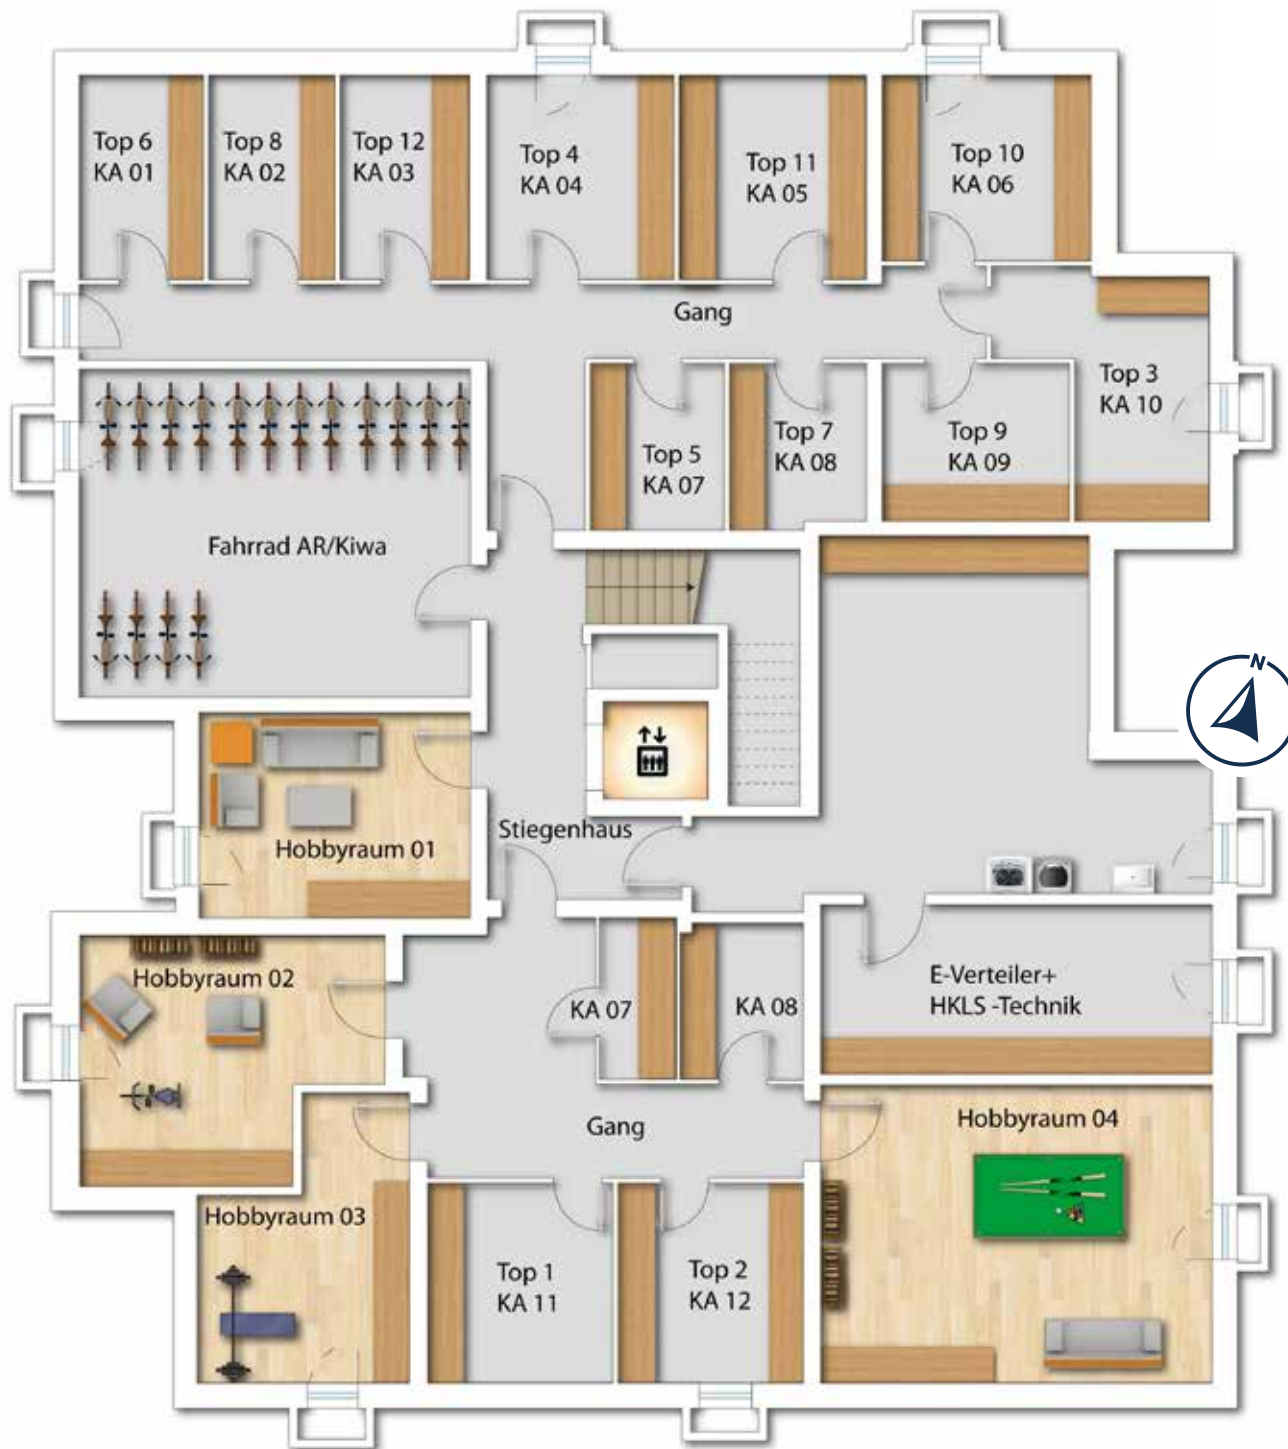 Top 6
KA 01
Top 8
KA 02
Top 12
KA 03
Top 4
KA 04
Top 11
KA 05
Top 10
KA 06
Gang
Top 5
KA 07
Top 7
KA 08
Top 9
KA 09
Top 3
KA 10
Fahrrad AR/Kiwa
N
Stiegenhaus
Hobbyraum 01
Hobbyraum 02
KA 07
KA 08
E-Verteiler+
HKLS -Technik
Gang
Hobbyraum 04
Hobbyraum 03
Top 1
KA 11
Top 2
KA 12